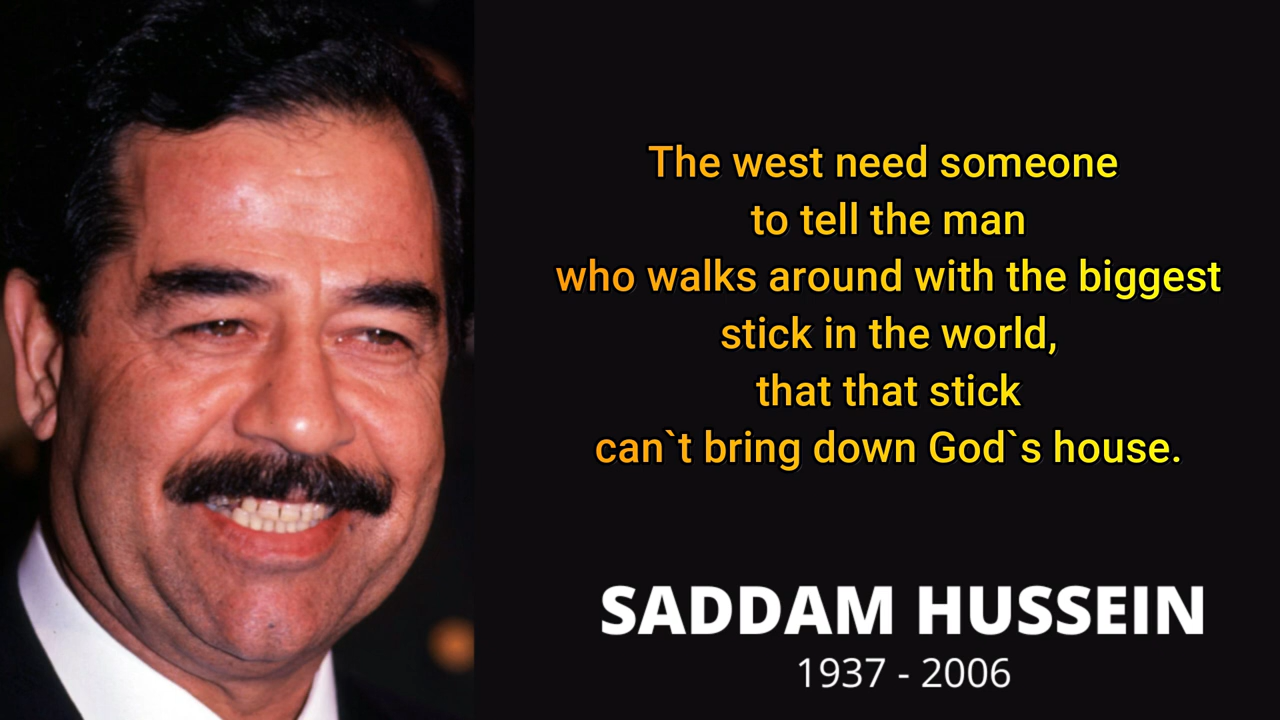 The west need someone
to tell the man
who walks around with the biggest
stick in the world,
that that stick
can`t bring down God`s house.
SADDAM HUSSEIN
1937 - 2006